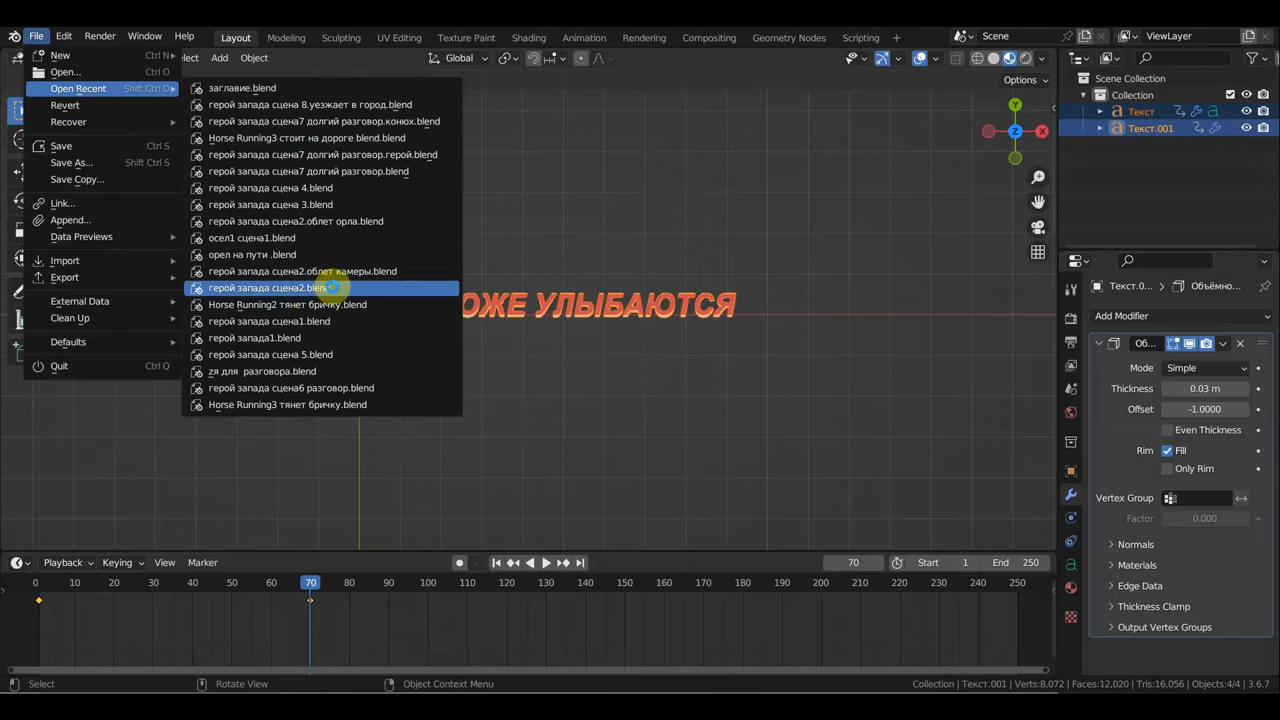 File Edit Render Window Help Layout Modeling Sculpting UV Editing Texture Paint Shading Animation Rendering Compositing Geometry Nodes Scripting + Scene ViewLayer
lect Add Object Global Options
New Ctrl N
Open... Ctrl O
Open Recent Shift Ctrl O
Revert
Recover
Save Ctrl S
Save As... Shift Ctrl S
Save Copy...
Link...
Append...
Data Previews
Import
Export
External Data
Clean Up
Defaults
Quit Ctrl Q
заглавие.blend
герой запада сцена 8.уезжает в город.blend
герой запада сцена7 долгий разговор.конюх.blend
Horse Running3 стоит на дороге blend.blend
герой запада сцена7 долгий разговор.герой.blend
герой запада сцена7 долгий разговор.blend
герой запада сцена 4.blend
герой запада сцена 3.blend
герой запада сцена2.облет орла.blend
осел1 сцена1.blend
орел на пути .blend
герой запада сцена2.облет камеры.blend
герой запада сцена2.blend
Horse Running2 тянет бричку.blend
герой запада сцена1.blend
герой запада1.blend
герой запада сцена 5.blend
zя для разговора.blend
герой запада сцена6 разговор.blend
Horse Running3 тянет бричку.blend
ОЖЕ УЛЫБАЮТСЯ
Y
Z X
Scene Collection
Collection
Текст
Текст.001
Текст.0... Объёмно...
Add Modifier
Об...
Mode Simple
Thickness 0.03 m
Offset -1.0000
Even Thickness
Rim Fill
Only Rim
Vertex Group
Factor 0.000
Normals
Materials
Edge Data
Thickness Clamp
Output Vertex Groups
Playback Keying View Marker 70 Start 1 End 250
0 10 20 30 40 50 60 70 80 90 100 110 120 130 140 150 160 170 180 190 200 210 220 230 240 250
Select Rotate View Object Context Menu Collection | Текст.001 | Verts:8,072 | Faces:12,020 | Tris:16,056 | Objects:4/4 | 3.6.7